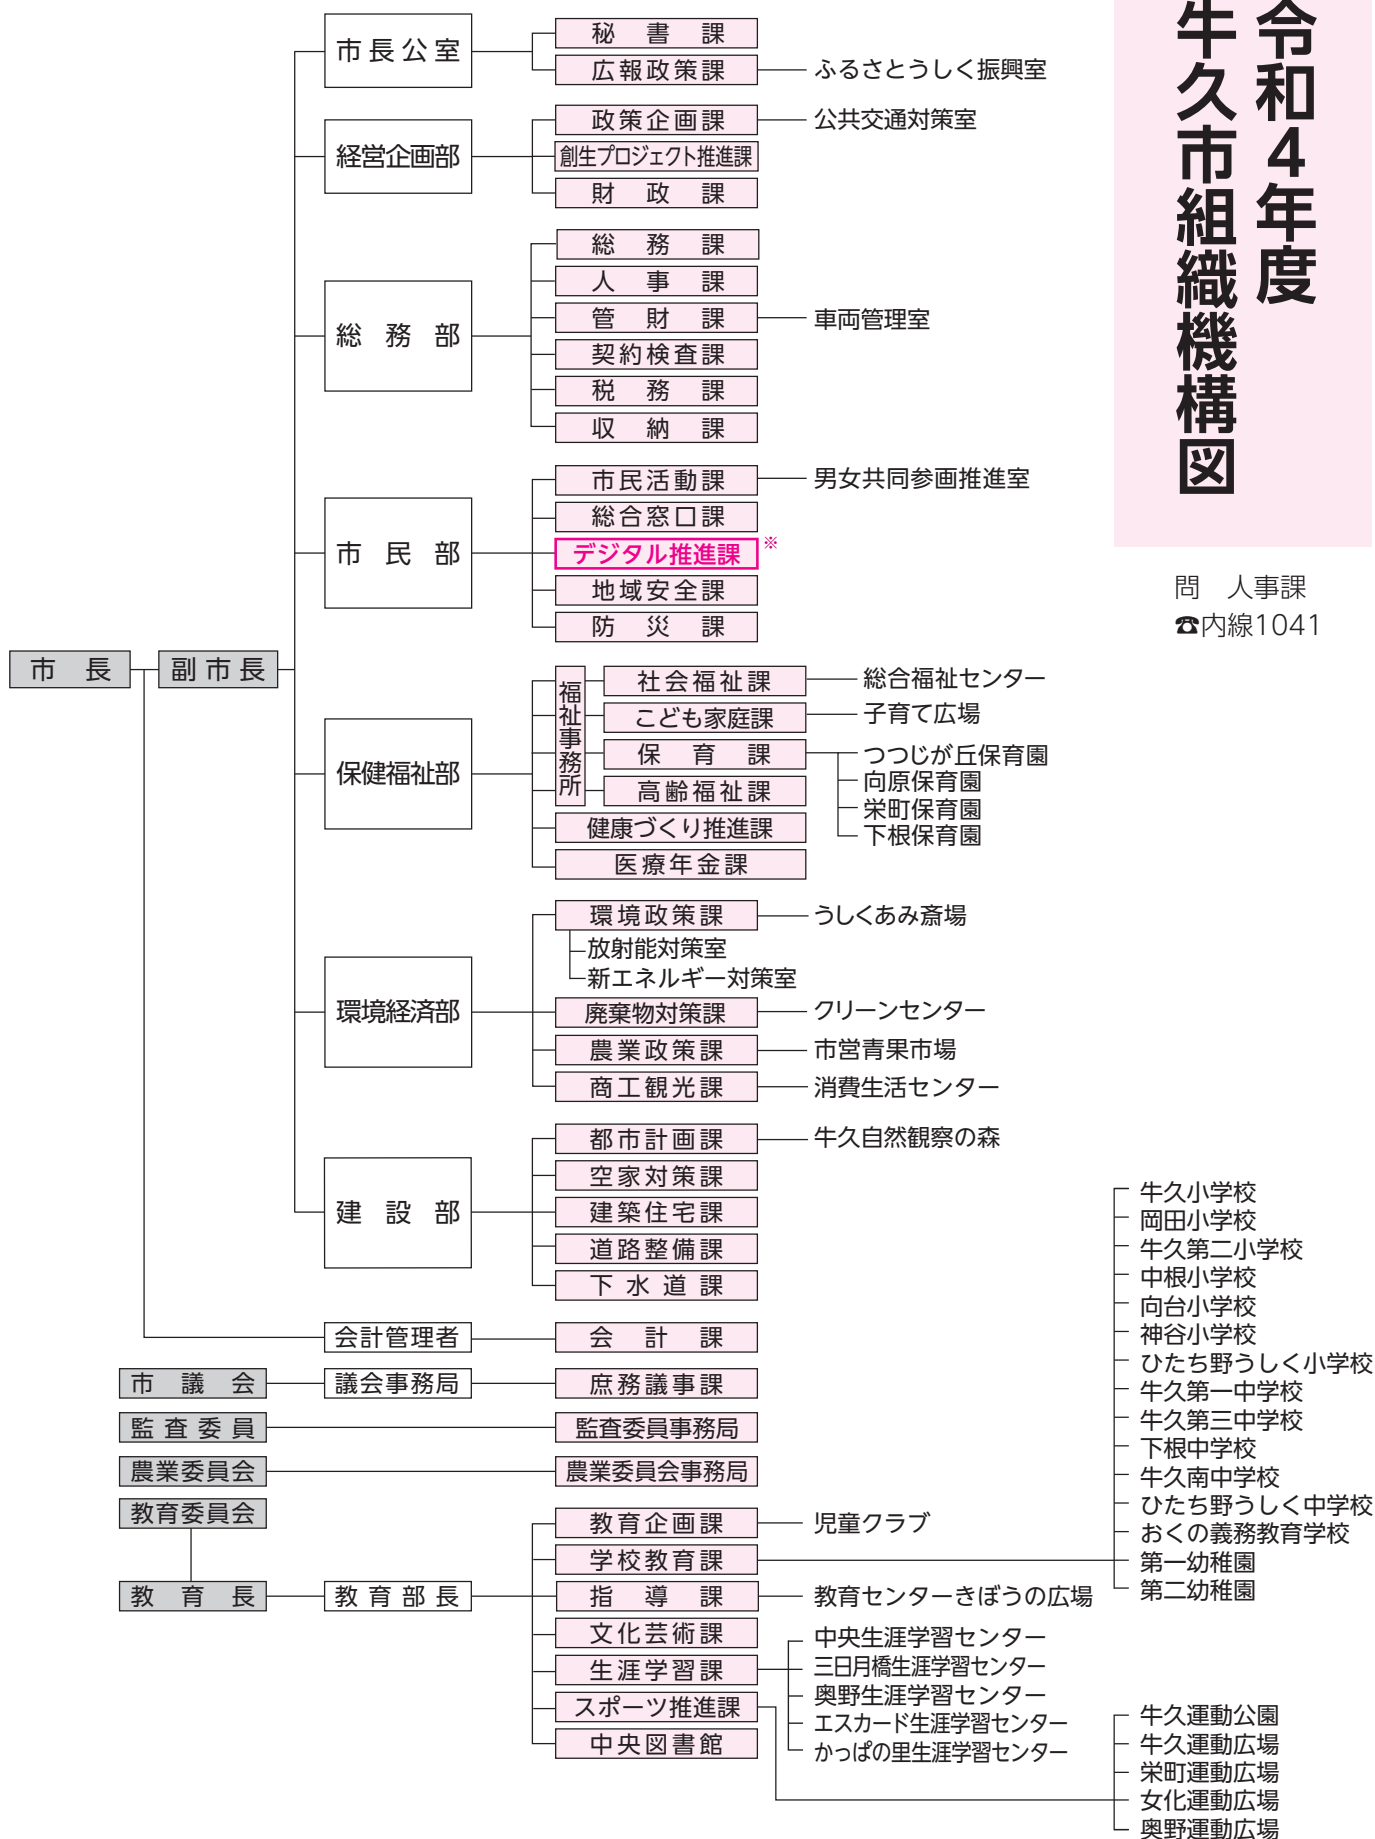 令和4年度
牛久市組織機構図
問　人事課
☎内線1041
市長
副市長
市長公室
秘書課
広報政策課
ふるさとうしく振興室
経営企画部
政策企画課
公共交通対策室
創生プロジェクト推進課
財政課
総務部
総務課
人事課
管財課
車両管理室
契約検査課
税務課
収納課
市民部
市民活動課
男女共同参画推進室
総合窓口課
デジタル推進課※
地域安全課
防災課
保健福祉部
福祉事務所
社会福祉課
総合福祉センター
こども家庭課
子育て広場
保育課
つつじが丘保育園
向原保育園
栄町保育園
下根保育園
高齢福祉課
健康づくり推進課
医療年金課
環境経済部
環境政策課
うしくあみ斎場
放射能対策室
新エネルギー対策室
廃棄物対策課
クリーンセンター
農業政策課
市営青果市場
商工観光課
消費生活センター
建設部
都市計画課
牛久自然観察の森
空家対策課
建築住宅課
道路整備課
下水道課
会計管理者
会計課
市議会
議会事務局
庶務議事課
監査委員
監査委員事務局
農業委員会
農業委員会事務局
教育委員会
教育長
教育部長
教育企画課
児童クラブ
学校教育課
牛久小学校
岡田小学校
牛久第二小学校
中根小学校
向台小学校
神谷小学校
ひたち野うしく小学校
牛久第一中学校
牛久第三中学校
下根中学校
牛久南中学校
ひたち野うしく中学校
おくの義務教育学校
第一幼稚園
第二幼稚園
指導課
教育センターきぼうの広場
文化芸術課
生涯学習課
中央生涯学習センター
三日月橋生涯学習センター
奥野生涯学習センター
エスカード生涯学習センター
かっぱの里生涯学習センター
スポーツ推進課
牛久運動公園
牛久運動広場
栄町運動広場
女化運動広場
奥野運動広場
中央図書館